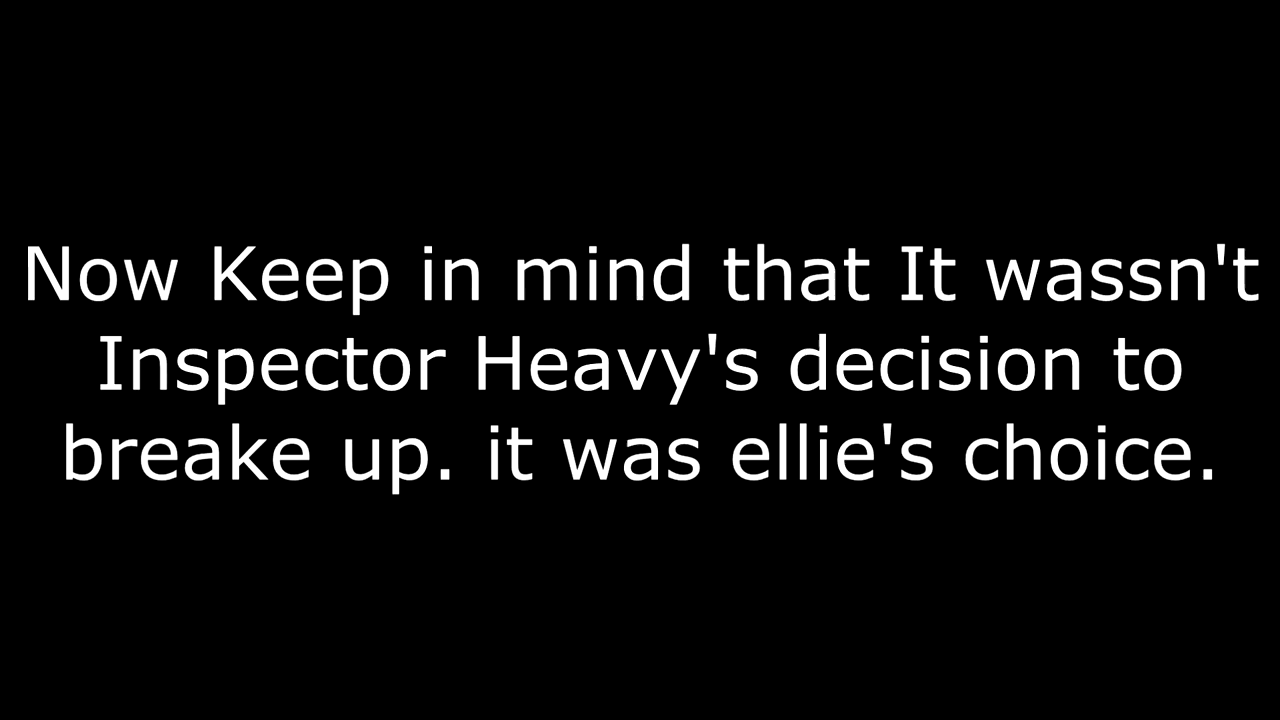 Now Keep in mind that It wassn't
Inspector Heavy's decision to
breake up. it was ellie's choice.